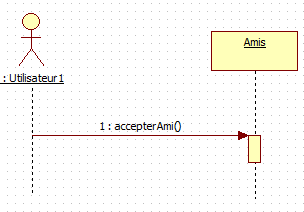 Amis
: Utilisateur1
1 : accepterAmi()